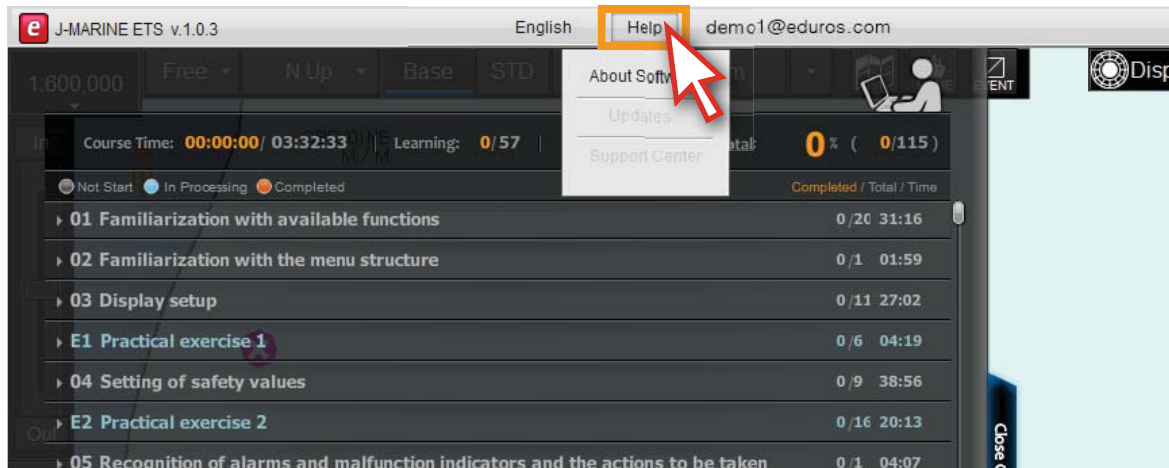 e J-MARINE ETS v.1.0.3 English Help demo1@eduros.com
1:600,000 Free N Up Base STD EVENT Disp
About Softw
Updates
Support Center
In Course Time: 00:00:00/ 03:32:33 | Learning: 0/57 | otal: 0% ( 0/115 )
Not Start In Processing Completed Completed / Total / Time
01 Familiarization with available functions 0/20 31:16
02 Familiarization with the menu structure 0/1 01:59
03 Display setup 0/11 27:02
E1 Practical exercise 1 0/6 04:19
04 Setting of safety values 0/9 38:56
Out E2 Practical exercise 2 0/16 20:13
05 Recognition of alarms and malfunction indicators and the actions to be taken 0/1 04:07
Close